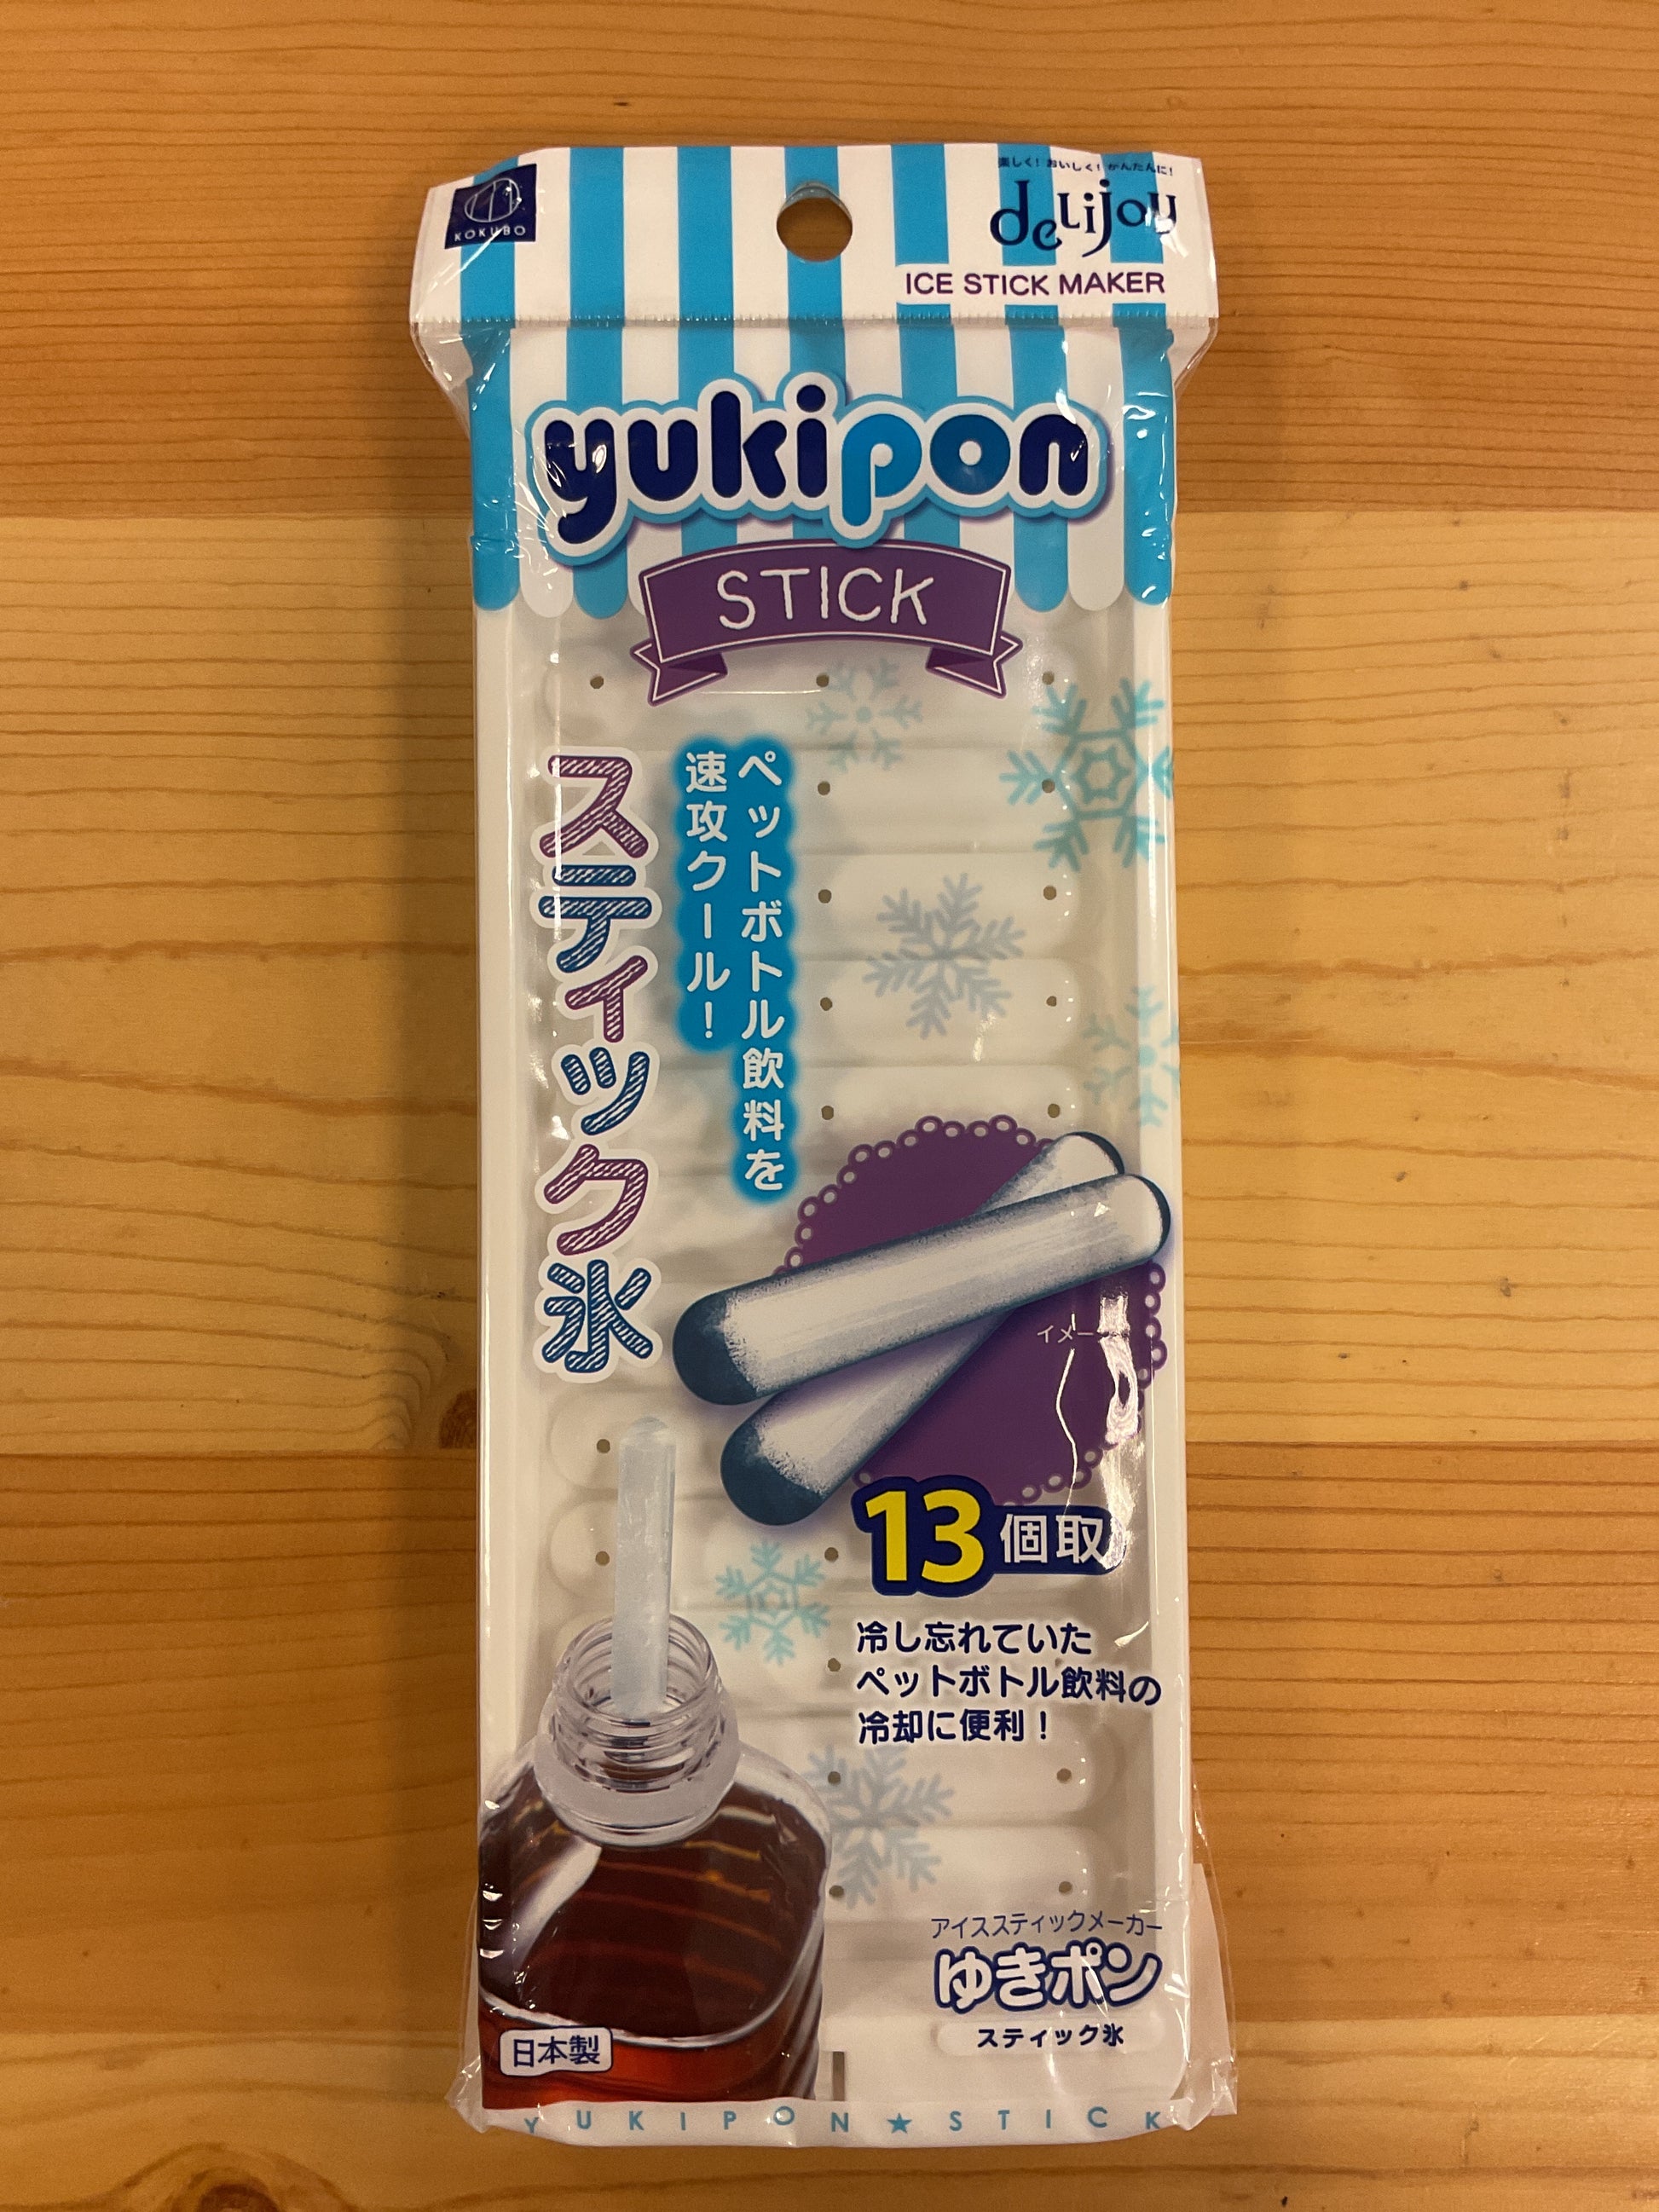 KOKUBO
楽しく！おいしく！かんたんに！
deLijoy
ICE STICK MAKER
yukipon
STICK
ペットボトル飲料を
速攻クール！
スティック氷
13個取
冷し忘れていた
ペットボトル飲料の
冷却に便利！
アイススティックメーカー
ゆきポン
スティック氷
日本製
YUKIPON★STICK